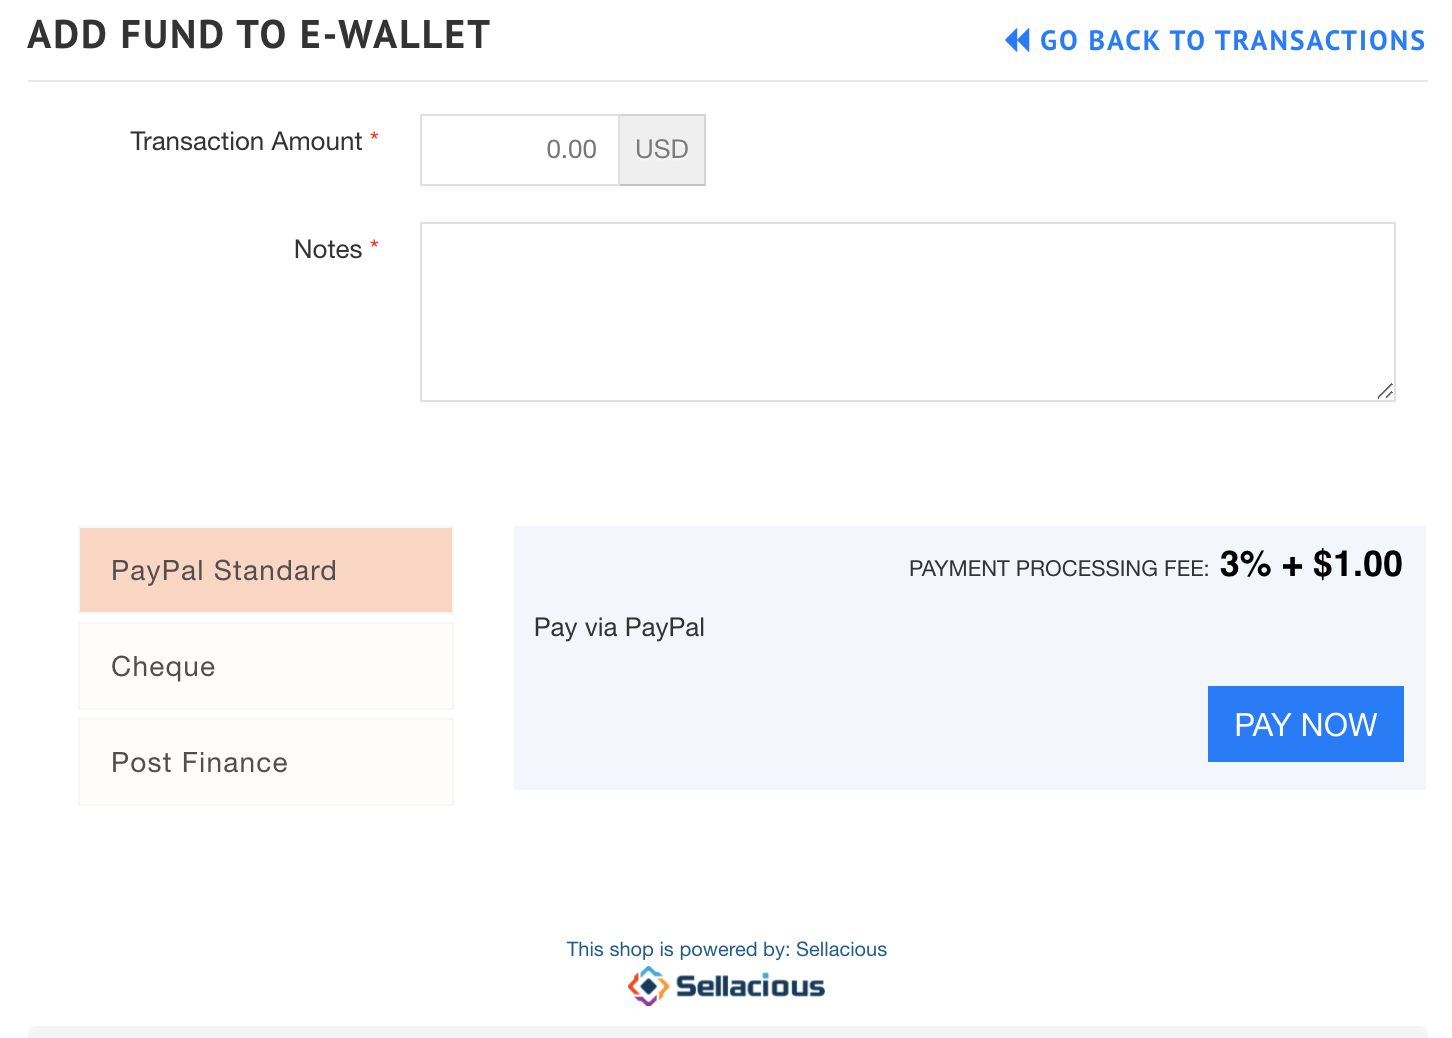 ADD FUND TO E-WALLET
GO BACK TO TRANSACTIONS
Transaction Amount *
0.00 USD
Notes *
PayPal Standard
Cheque
Post Finance
PAYMENT PROCESSING FEE: 3% + $1.00
Pay via PayPal
PAY NOW
This shop is powered by: Sellacious
Sellacious